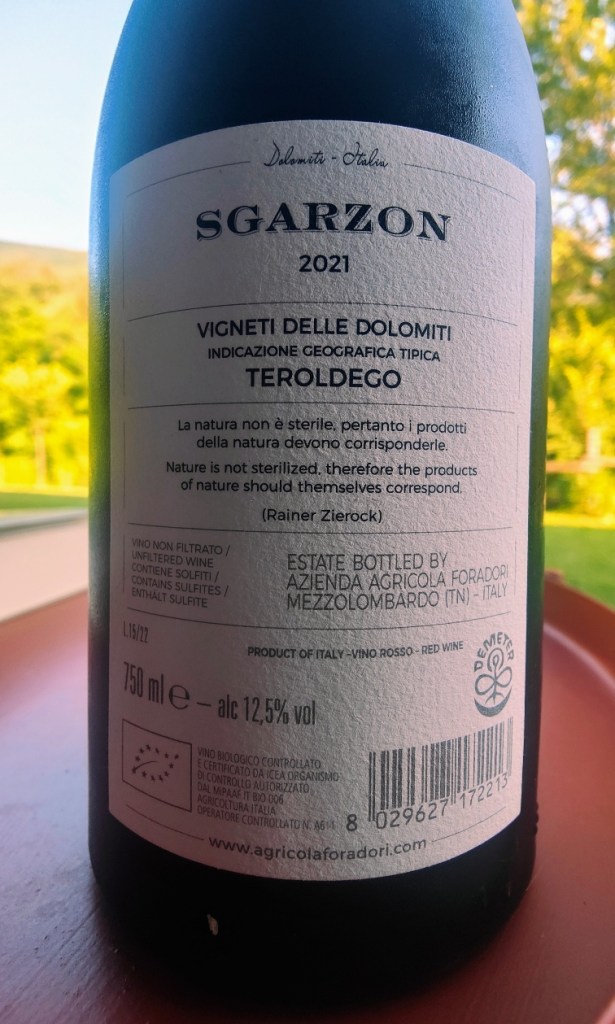 Dolomiti - Italia
SGARZON
2021
VIGNETI DELLE DOLOMITI
INDICAZIONE GEOGRAFICA TIPICA
TEROLDEGO
La natura non è sterile, pertanto i prodotti
della natura devono corrisponderle.
Nature is not sterilized, therefore the products
of nature should themselves correspond.
(Rainer Zierock)
VINO NON FILTRATO /
UNFILTERED WINE
CONTIENE SOLFITI /
CONTAINS SULFITES /
ENTHÄLT SULFITE
ESTATE BOTTLED BY
AZIENDA AGRICOLA FORADORI
MEZZOLOMBARDO (TN) - ITALY
L.15/22
PRODUCT OF ITALY - VINO ROSSO - RED WINE
DEMETER
750 ml e - alc 12,5% vol
VINO BIOLOGICO CONTROLLATO
E CERTIFICATO DA ICEA ORGANISMO
DI CONTROLLO AUTORIZZATO
DAL MIPAAF IT BIO 006
AGRICOLTURA ITALIA
OPERATORE CONTROLLATO N.
8 029627 172213
www.agricolaforadori.com